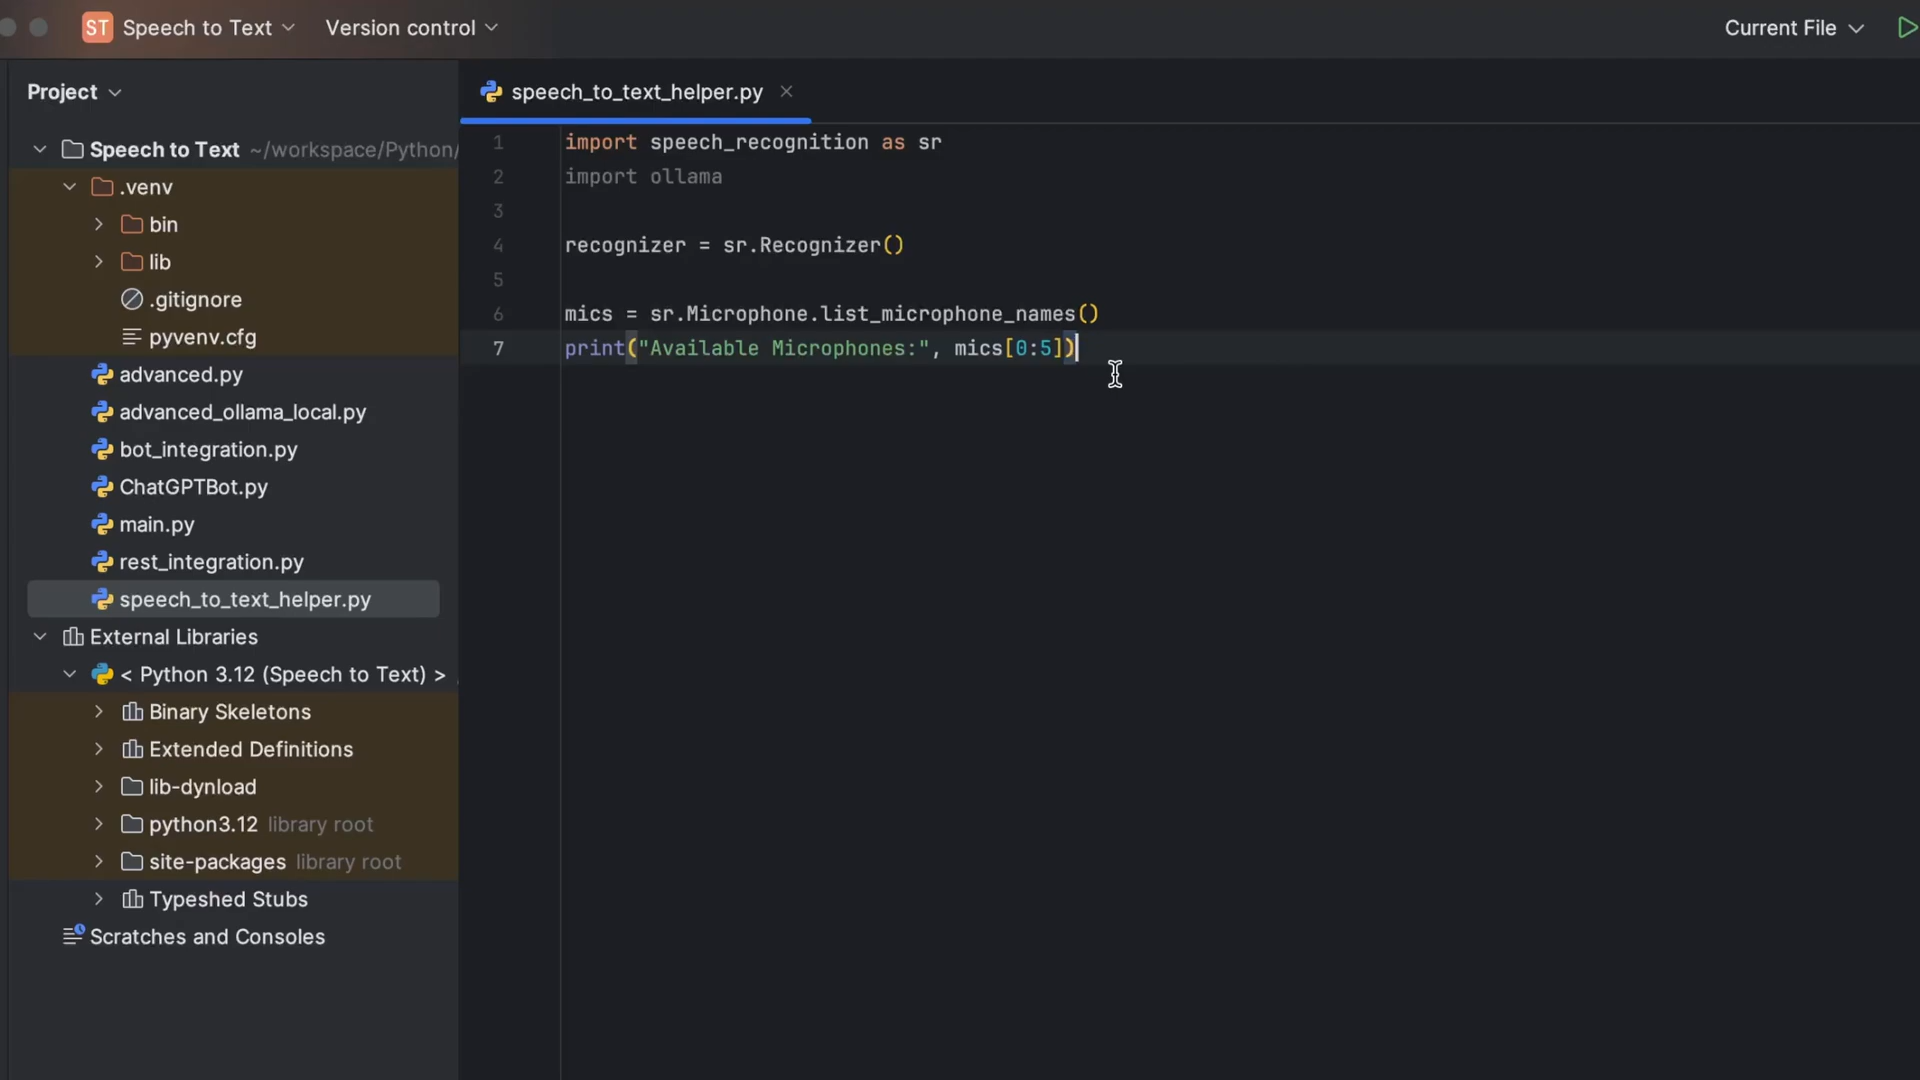 ST Speech to Text Version control Current File
Project
speech_to_text_helper.py
Speech to Text ~/workspace/Python/
.venv
bin
lib
.gitignore
pyvenv.cfg
advanced.py
advanced_ollama_local.py
bot_integration.py
ChatGPTBot.py
main.py
rest_integration.py
speech_to_text_helper.py
External Libraries
< Python 3.12 (Speech to Text) >
Binary Skeletons
Extended Definitions
lib-dynload
python3.12 library root
site-packages library root
Typeshed Stubs
Scratches and Consoles
1 import speech_recognition as sr
2 import ollama
3
4 recognizer = sr.Recognizer()
5
6 mics = sr.Microphone.list_microphone_names()
7 print("Available Microphones:", mics[0:5])